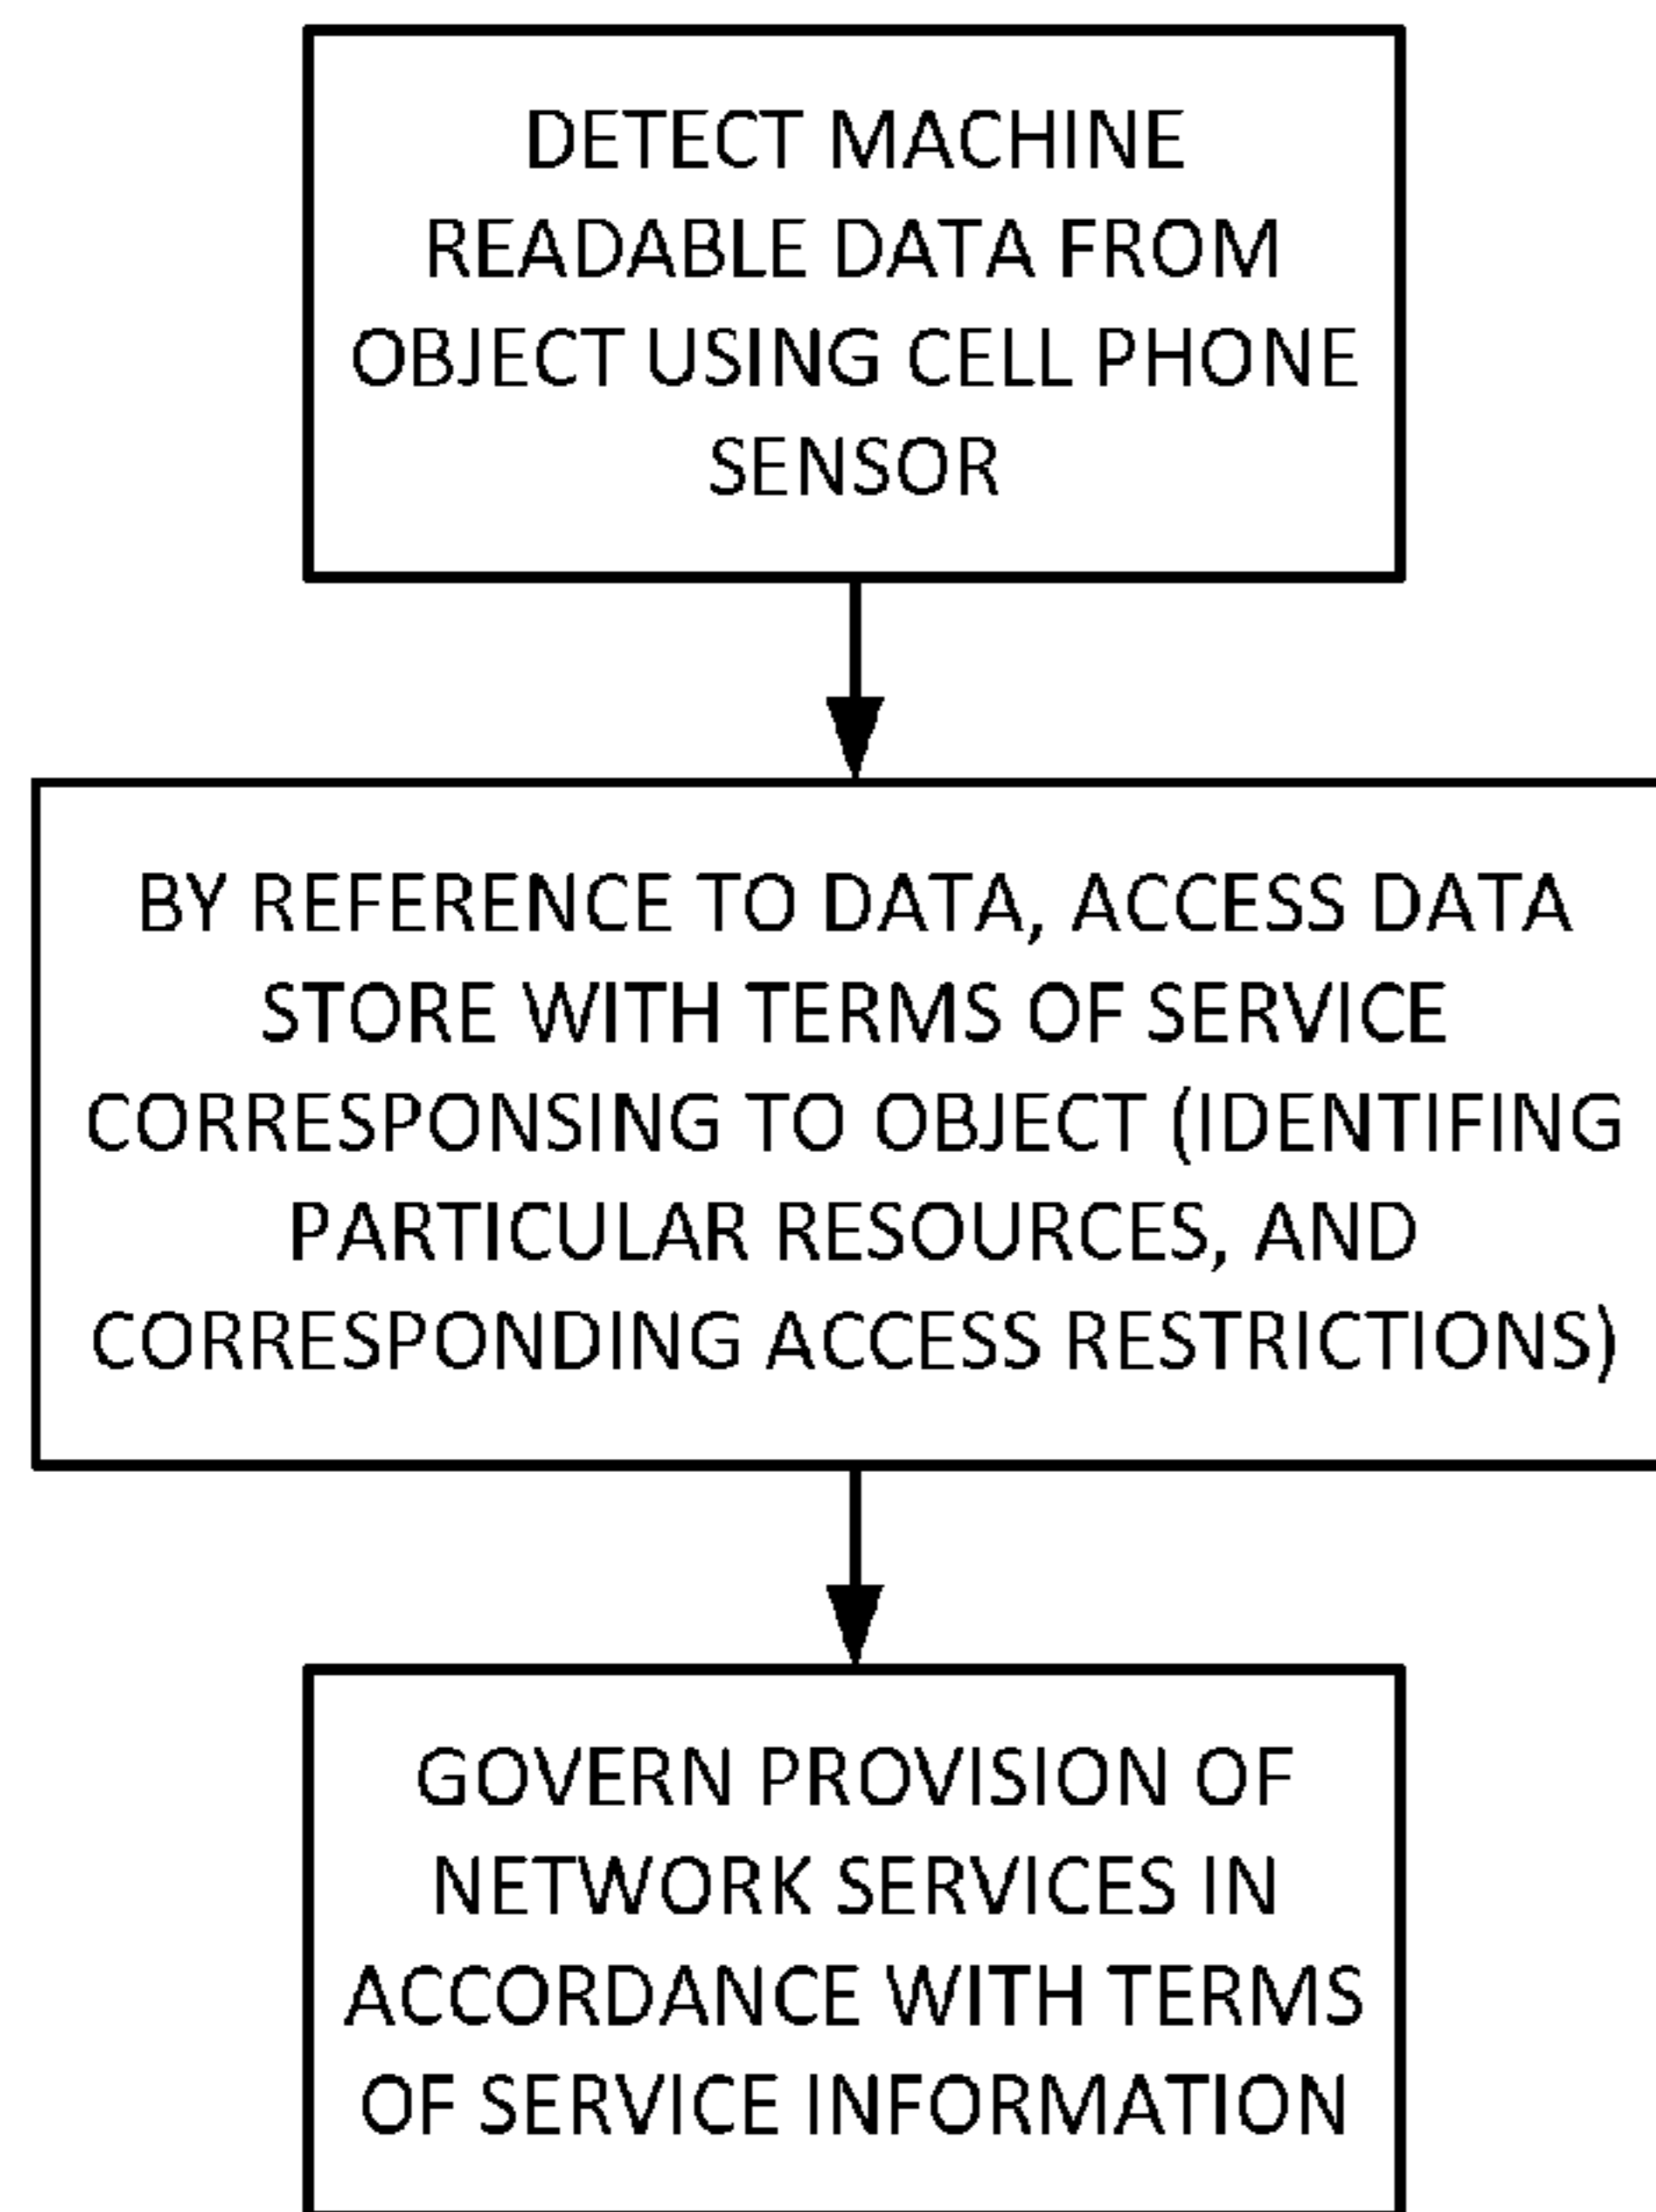 DETECT MACHINE
READABLE DATA FROM
OBJECT USING CELL PHONE
SENSOR
BY REFERENCE TO DATA, ACCESS DATA
STORE WITH TERMS OF SERVICE
CORRESPONSING TO OBJECT (IDENTIFING
PARTICULAR RESOURCES, AND
CORRESPONDING ACCESS RESTRICTIONS)
GOVERN PROVISION OF
NETWORK SERVICES IN
ACCORDANCE WITH TERMS
OF SERVICE INFORMATION